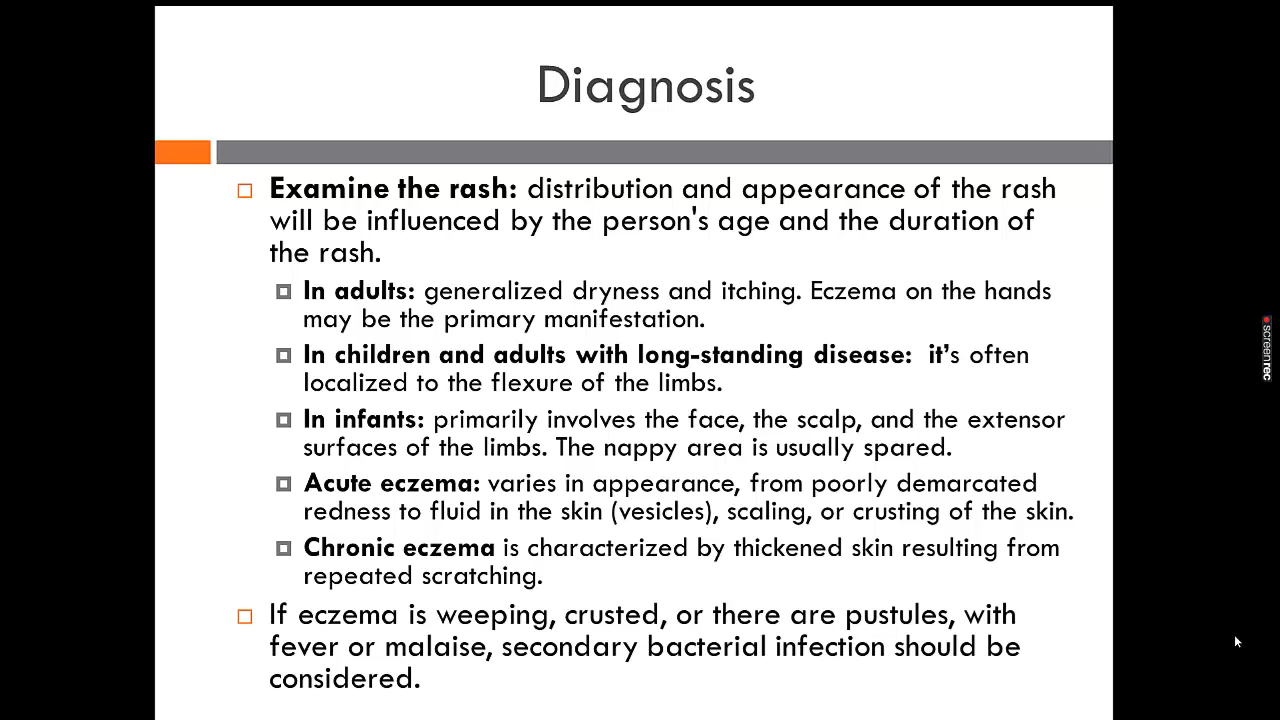 Diagnosis
Examine the rash: distribution and appearance of the rash
will be influenced by the person's age and the duration of
the rash.
In adults: generalized dryness and itching. Eczema on the hands
may be the primary manifestation.
In children and adults with long-standing disease: it's often
localized to the flexure of the limbs.
In infants: primarily involves the face, the scalp, and the extensor
surfaces of the limbs. The nappy area is usually spared.
Acute eczema: varies in appearance, from poorly demarcated
redness to fluid in the skin (vesicles), scaling, or crusting of the skin.
Chronic eczema is characterized by thickened skin resulting from
repeated scratching.
If eczema is weeping, crusted, or there are pustules, with
fever or malaise, secondary bacterial infection should be
considered.
screenrec